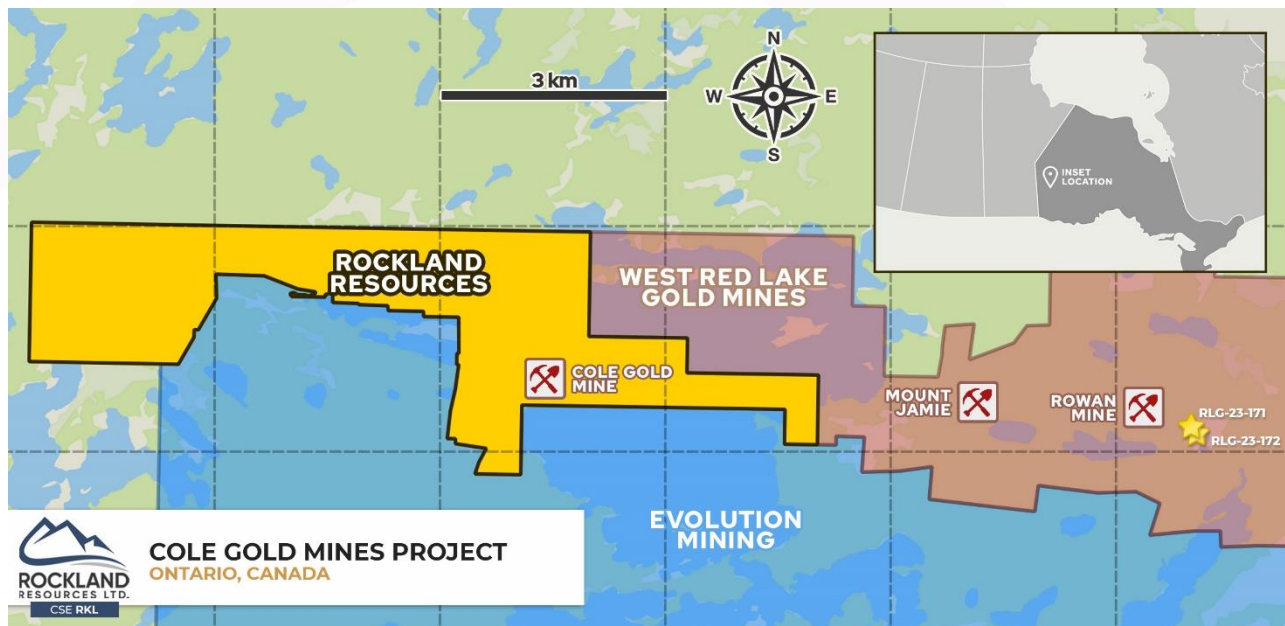 3 km
N
W
E
S
INSET
LOCATION
ROCKLAND
RESOURCES
WEST RED LAKE
GOLD MINES
COLE GOLD
MINE
MOUNT
JAMIE
ROWAN
MINE
RLG-23-171
RLG-23-172
EVOLUTION
MINING
COLE GOLD MINES PROJECT
ONTARIO, CANADA
ROCKLAND
RESOURCES LTD.
CSE RKL